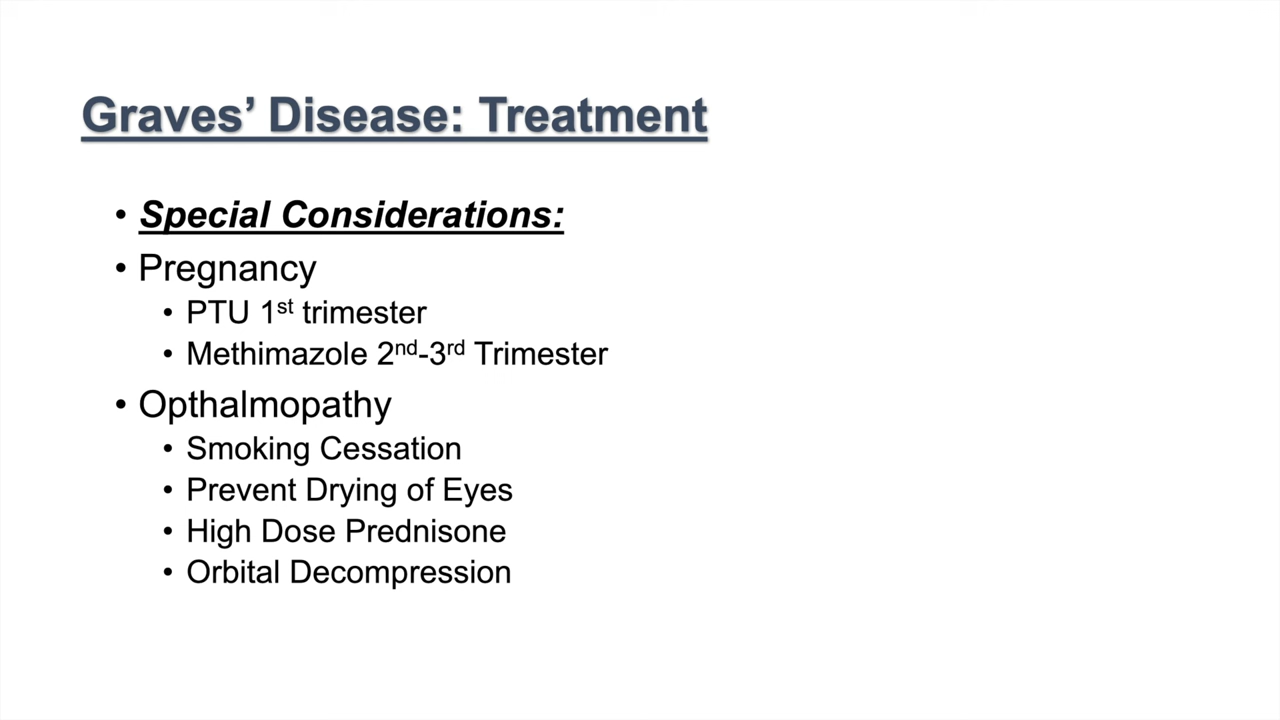 Graves’ Disease: Treatment
• Special Considerations:
• Pregnancy
• PTU 1st trimester
• Methimazole 2nd-3rd Trimester
• Opthalmopathy
• Smoking Cessation
• Prevent Drying of Eyes
• High Dose Prednisone
• Orbital Decompression